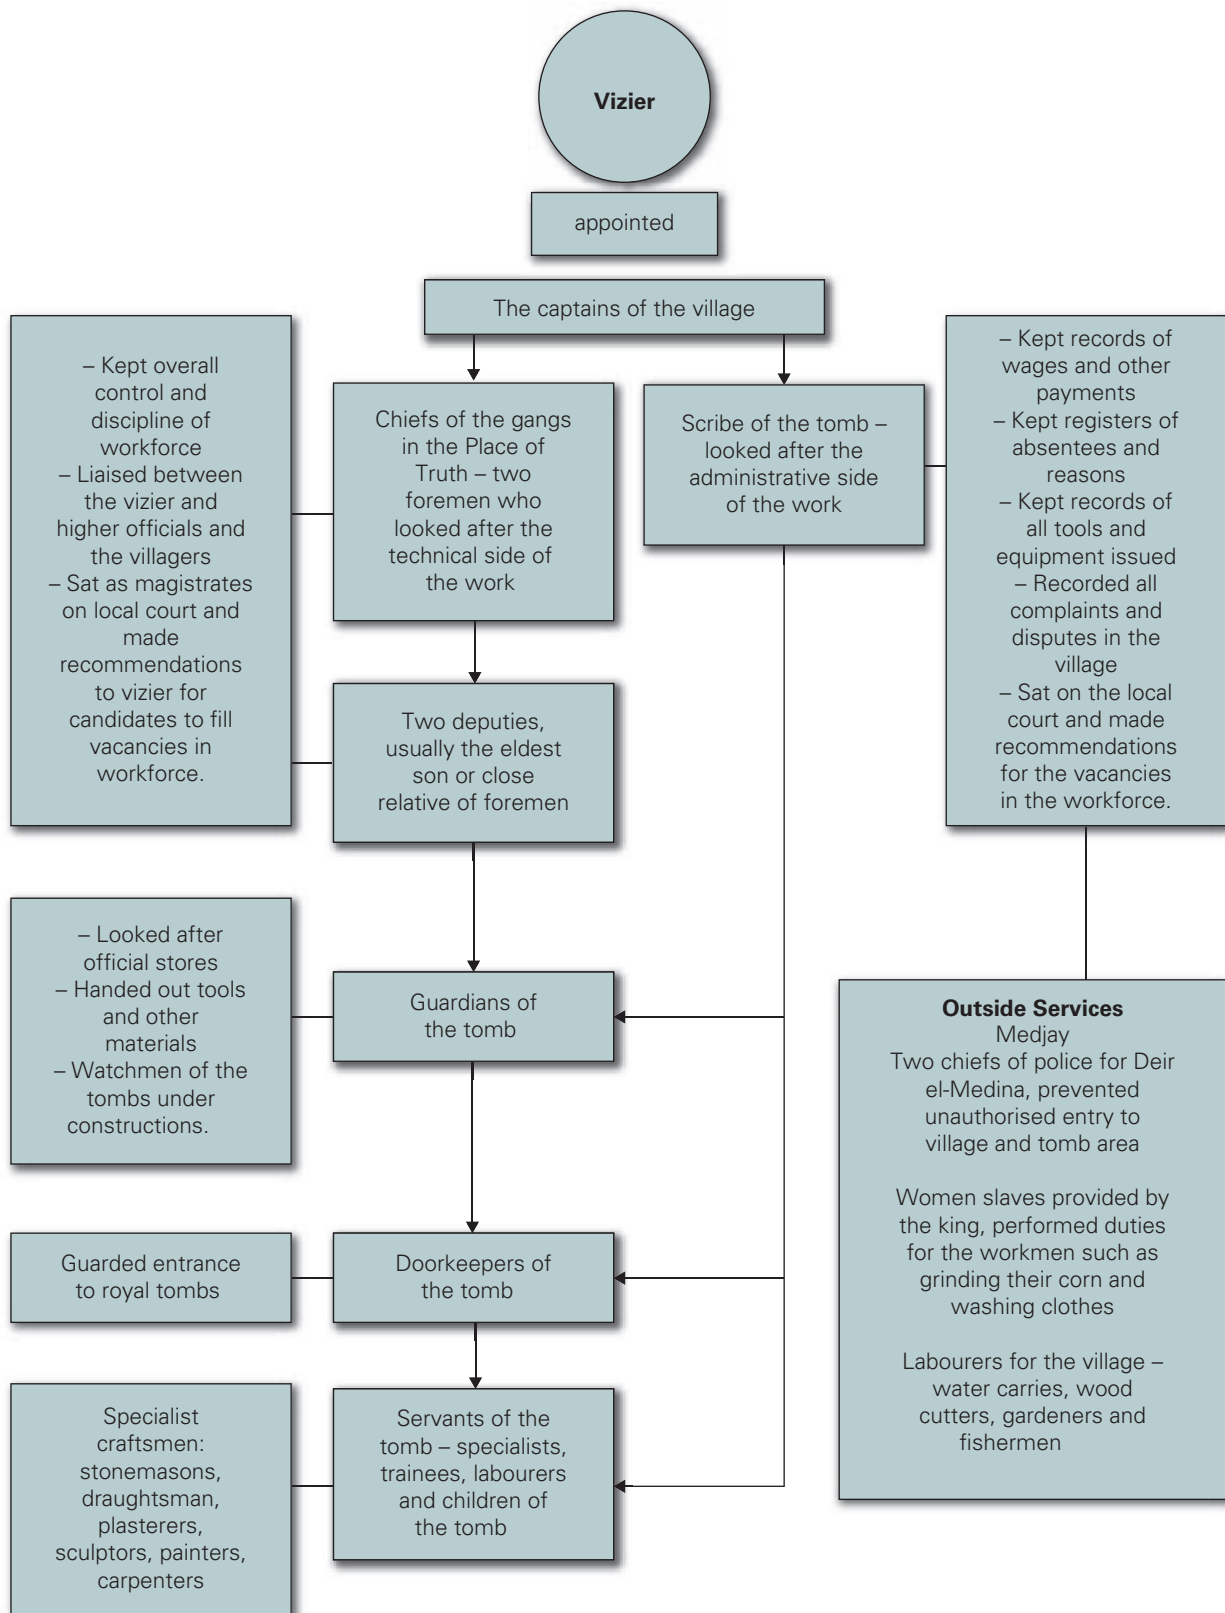 Vizier
appointed
The captains of the village
– Kept overall
control and
discipline of
workforce
– Liaised between
the vizier and
higher officials and
the villagers
– Sat as magistrates
on local court and
made
recommendations
to vizier for
candidates to fill
vacancies in
workforce.
Chiefs of the gangs
in the Place of
Truth – two
foremen who
looked after the
technical side of
the work
Scribe of the tomb –
looked after the
administrative side
of the work
– Kept records of
wages and other
payments
– Kept registers of
absentees and
reasons
– Kept records of
all tools and
equipment issued
– Recorded all
complaints and
disputes in the
village
– Sat on the local
court and made
recommendations
for the vacancies
in the workforce.
Two deputies,
usually the eldest
son or close
relative of foremen
– Looked after
official stores
– Handed out tools
and other
materials
– Watchmen of the
tombs under
constructions.
Guardians of
the tomb
Outside Services
Medjay
Two chiefs of police for Deir
el-Medina, prevented
unauthorised entry to
village and tomb area
Women slaves provided by
the king, performed duties
for the workmen such as
grinding their corn and
washing clothes
Labourers for the village –
water carries, wood
cutters, gardeners and
fishermen
Guarded entrance
to royal tombs
Doorkeepers of
the tomb
Specialist
craftsmen:
stonemasons,
draughtsman,
plasterers,
sculptors, painters,
carpenters
Servants of the
tomb – specialists,
trainees, labourers
and children of
the tomb